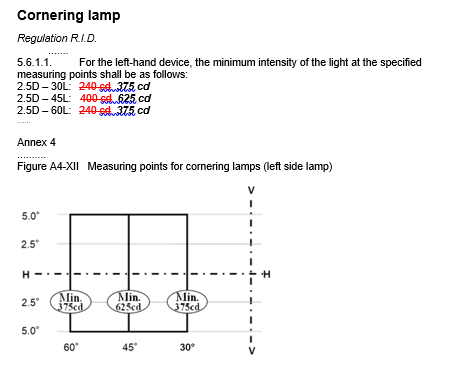 Cornering lamp
Regulation R.I.D.
........
5.6.1.1. For the left-hand device, the minimum intensity of the light at the specified
measuring points shall be as follows:
2.5D – 30L: 240 cd 375 cd
2.5D – 45L: 400 cd 625 cd
2.5D – 60L: 240 cd 375 cd
........
Annex 4
..........
Figure A4-XII Measuring points for cornering lamps (left side lamp)
V
5.0°
2.5°
H H
2.5° Min. 375cd Min. 625cd Min. 375cd
5.0°
60° 45° 30° V